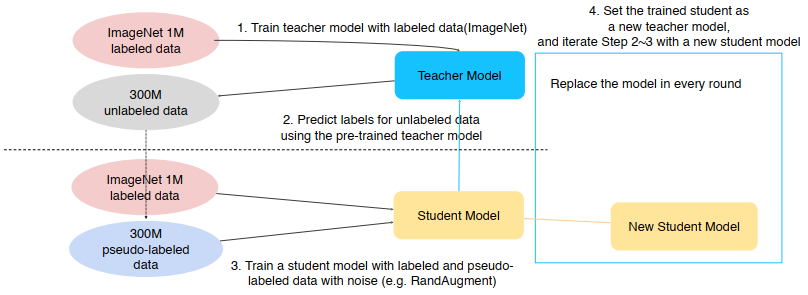 4. Set the trained student as
a new teacher model,
and iterate Step 2~3 with a new student model
1. Train teacher model with labeled data(ImageNet)
ImageNet 1M
labeled data
Teacher Model
Replace the model in every round
300M
unlabeled data
2. Predict labels for unlabeled data
using the pre-trained teacher model
ImageNet 1M
labeled data
Student Model
New Student Model
300M
pseudo-labeled
data
3. Train a student model with labeled and pseudo-
labeled data with noise (e.g. RandAugment)